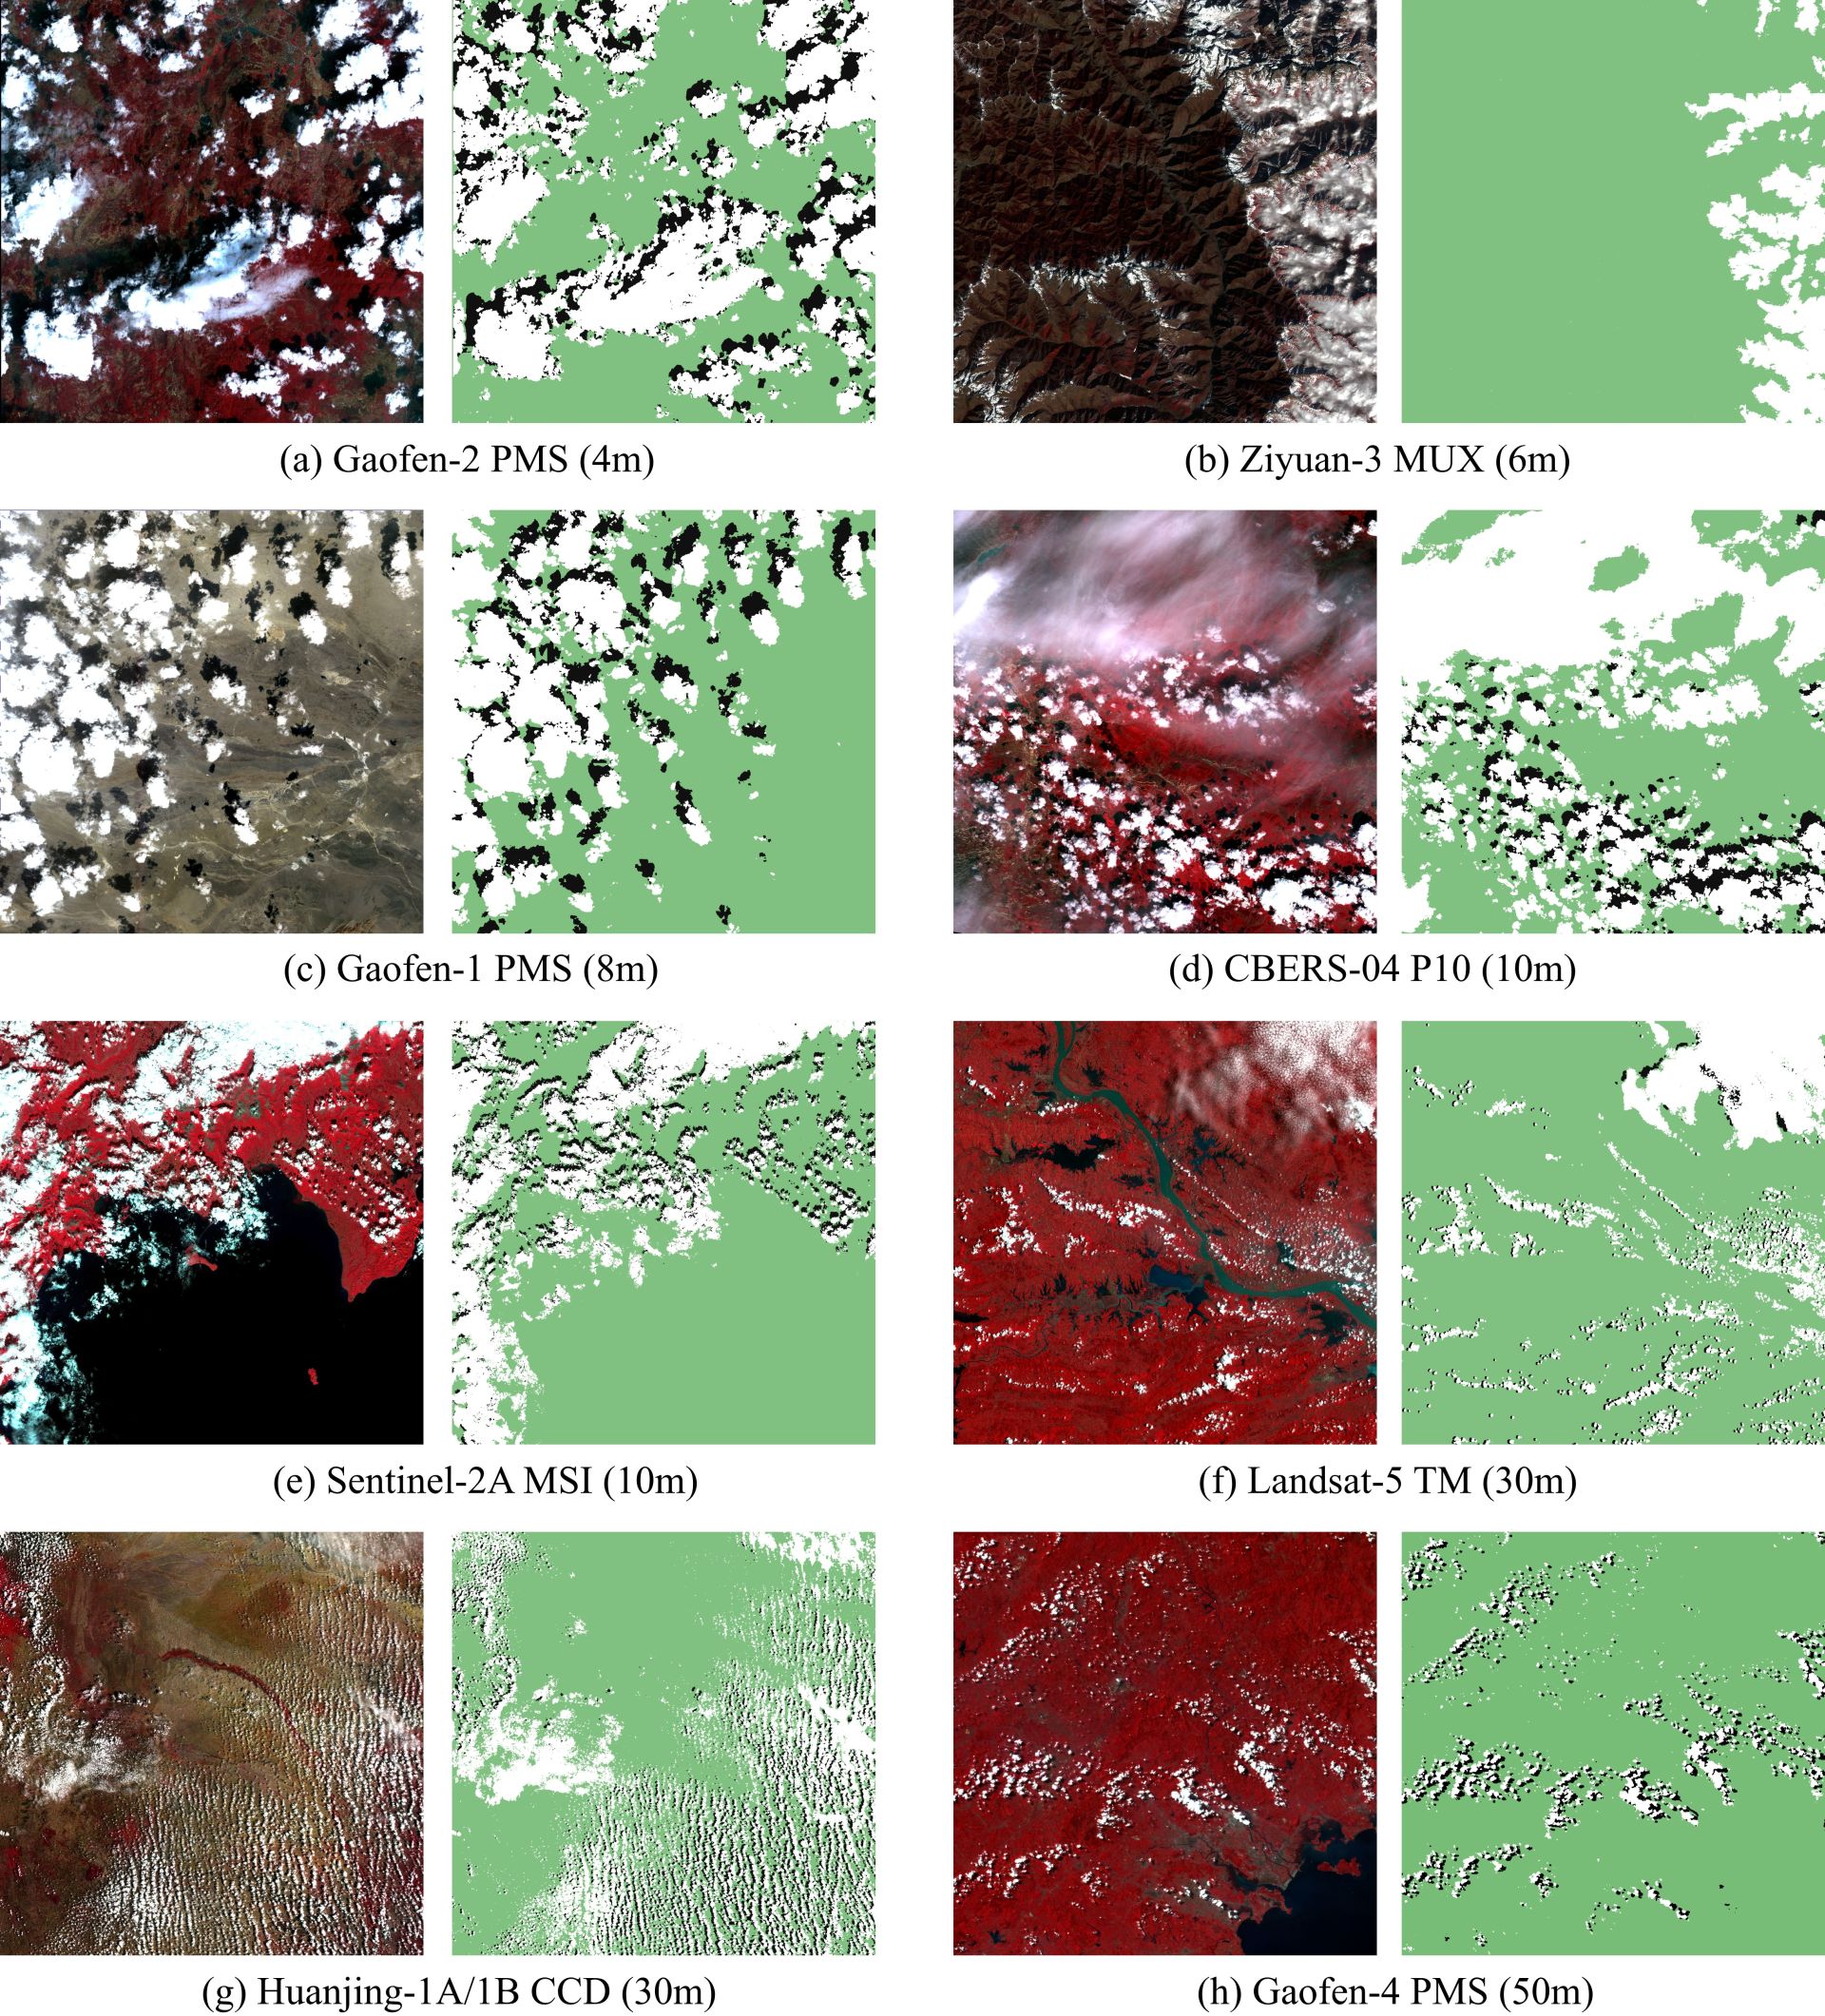 (a) Gaofen-2 PMS (4m)
(b) Ziyuan-3 MUX (6m)
(c) Gaofen-1 PMS (8m)
(d) CBERS-04 P10 (10m)
(e) Sentinel-2A MSI (10m)
(f) Landsat-5 TM (30m)
(g) Huanjing-1A/1B CCD (30m)
(h) Gaofen-4 PMS (50m)